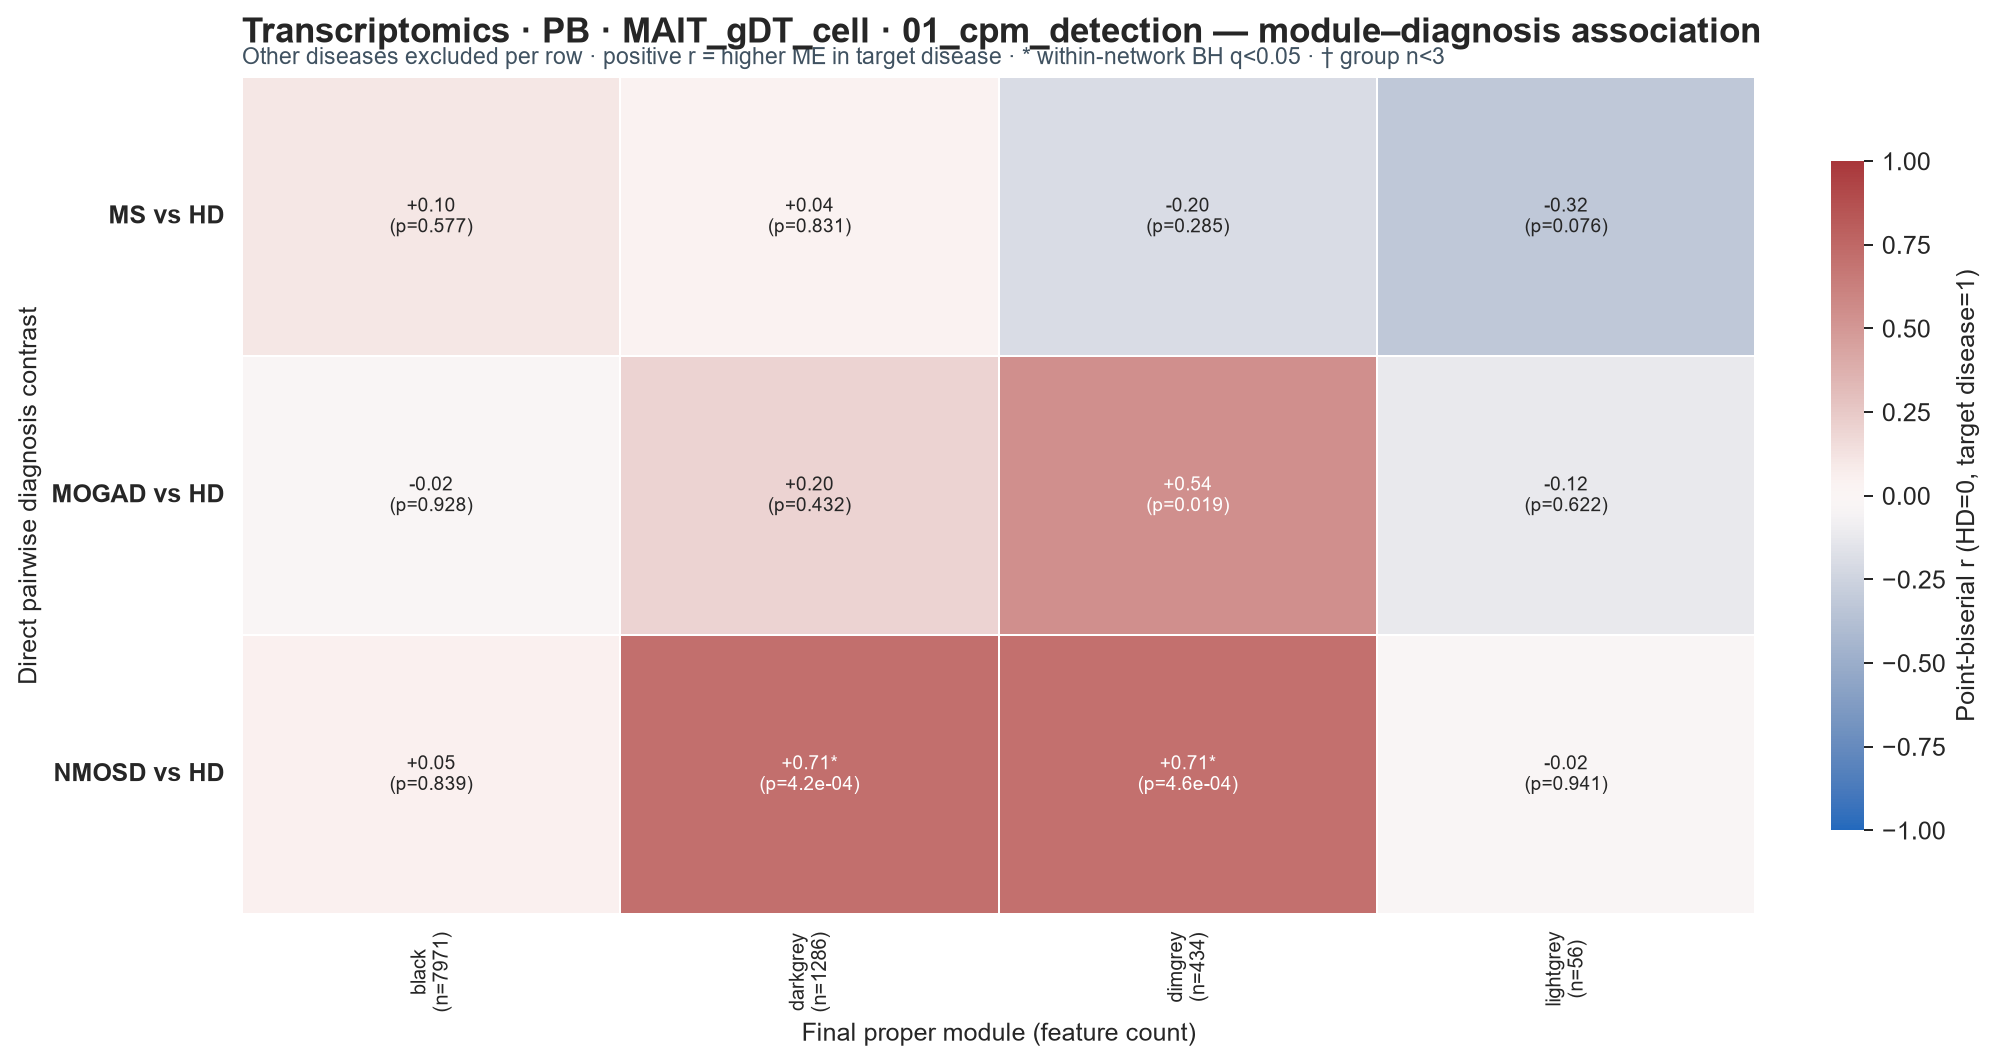 Transcriptomics · PB · MAIT_gDT_cell · 01_cpm_detection — module–diagnosis association
Other diseases excluded per row · positive r = higher ME in target disease · * within-network BH q<0.05 · † group n<3
Direct pairwise diagnosis contrast
MS vs HD
+0.10
(p=0.577)
+0.04
(p=0.831)
-0.20
(p=0.285)
-0.32
(p=0.076)
MOGAD vs HD
-0.02
(p=0.928)
+0.20
(p=0.432)
+0.54
(p=0.019)
-0.12
(p=0.622)
NMOSD vs HD
+0.05
(p=0.839)
+0.71*
(p=4.2e-04)
+0.71*
(p=4.6e-04)
-0.02
(p=0.941)
black
(n=7971)
darkgrey
(n=1286)
dimgrey
(n=434)
lightgrey
(n=56)
Final proper module (feature count)
1.00
0.75
0.50
0.25
0.00
−0.25
−0.50
−0.75
−1.00
Point-biserial r (HD=0, target disease=1)